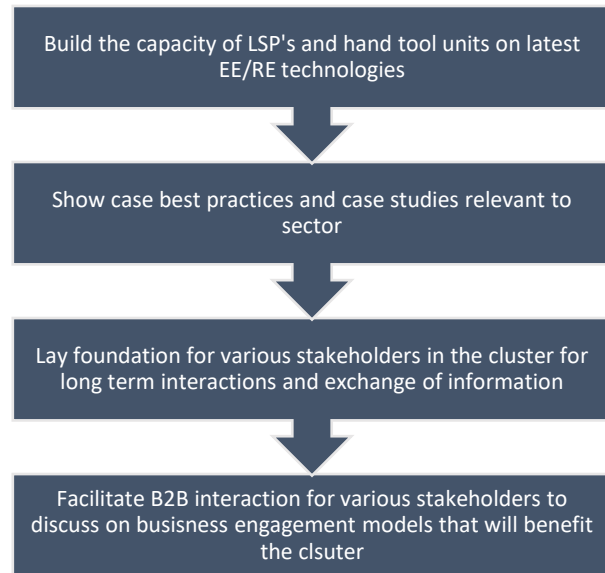 Build the capacity of LSP's and hand tool units on latest
EE/RE technologies
Show case best practices and case studies relevant to
sector
Lay foundation for various stakeholders in the cluster for
long term interactions and exchange of information
Facilitate B2B interaction for various stakeholders to
discuss on busisness engagement models that will benefit
the clsuter